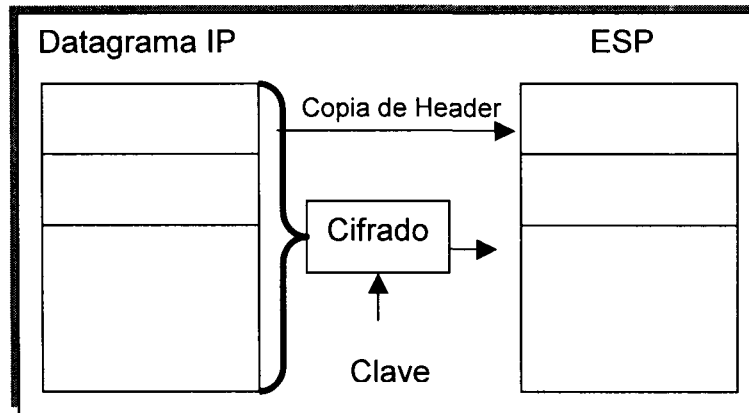 Datagrama IP
ESP
Copia de Header
Cifrado
Clave